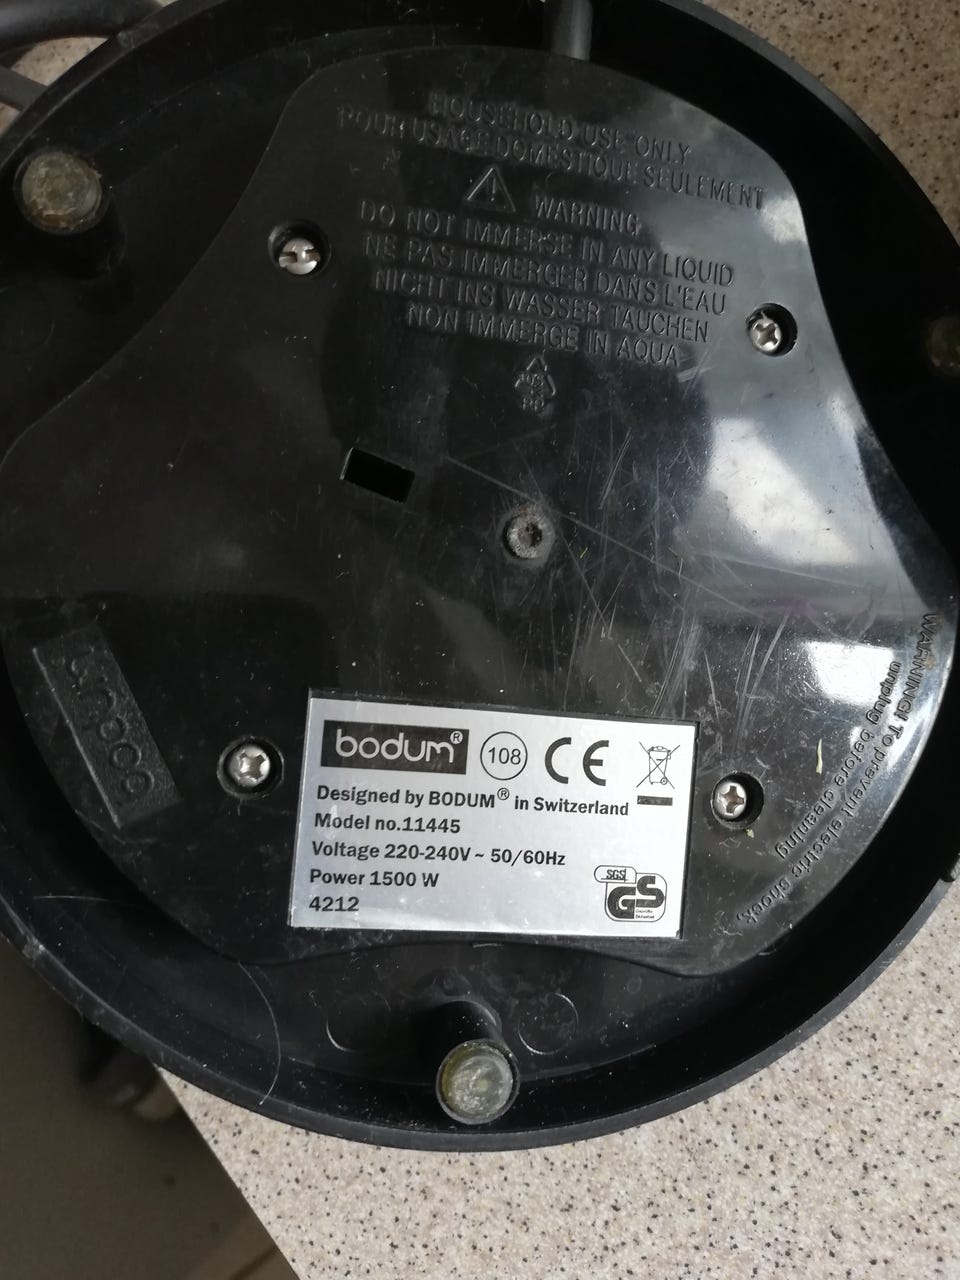 HOUSEHOLD USE ONLY
POUR USAGE DOMESTIQUE SEULEMENT
WARNING
DO NOT IMMERSE IN ANY LIQUID
NE PAS IMMERGER DANS L'EAU
NICHT INS WASSER TAUCHEN
NON IMMERGE IN AQUA
PP
WARNING! To prevent electric shock,
unplug before cleaning
bodum®
108
CE
Designed by BODUM® in Switzerland
Model no.11445
Voltage 220-240V ~ 50/60Hz
Power 1500 W
4212
SGS
GS